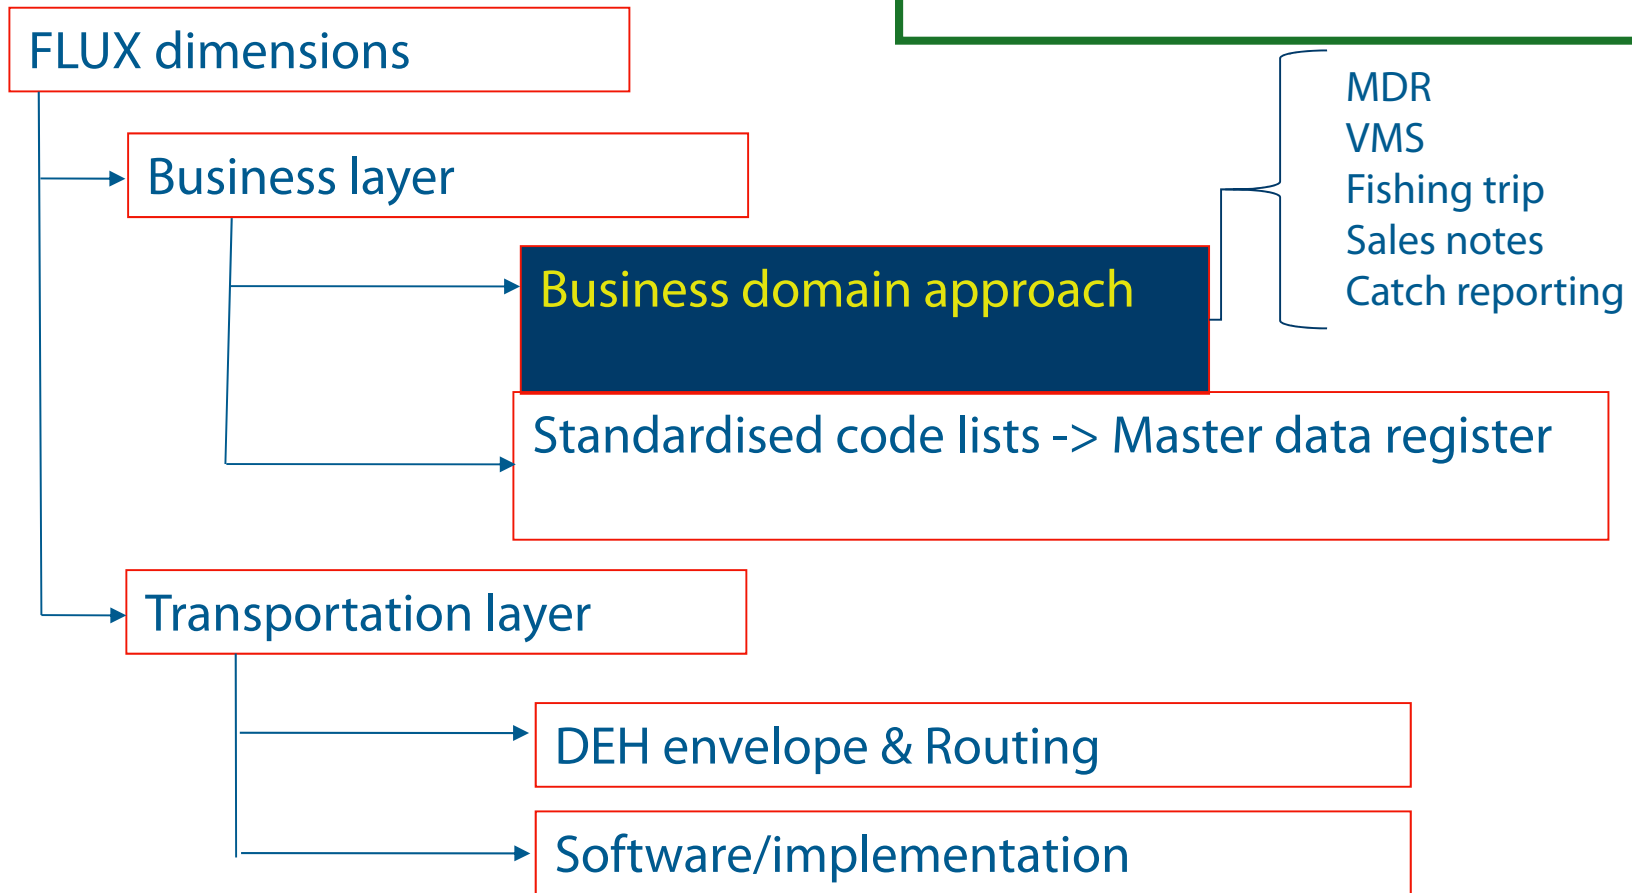 FLUX dimensions
Business layer
Business domain approach
MDR
VMS
Fishing trip
Sales notes
Catch reporting
Standardised code lists -> Master data register
Transportation layer
DEH envelope & Routing
Software/implementation